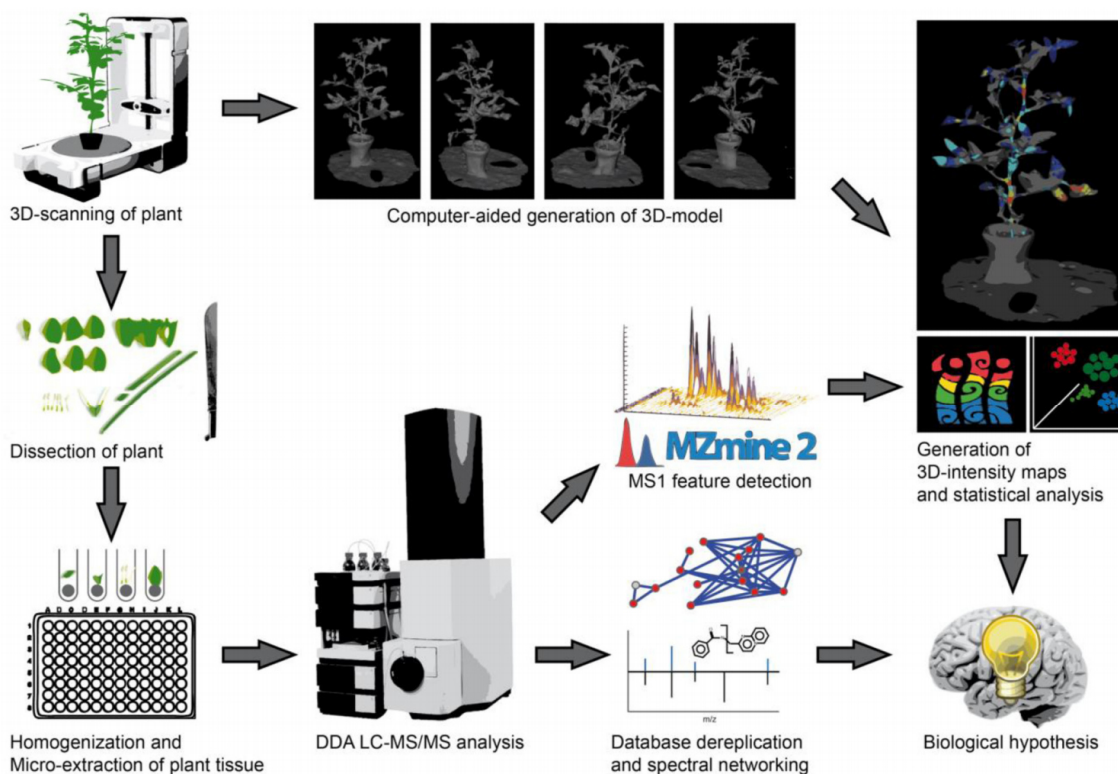 3D-scanning of plant
Computer-aided generation of 3D-model
Dissection of plant
MZmine 2
MS1 feature detection
Generation of
3D-intensity maps
and statistical analysis
Homogenization and
Micro-extraction of plant tissue
DDA LC-MS/MS analysis
m/z
Database dereplication
and spectral networking
Biological hypothesis